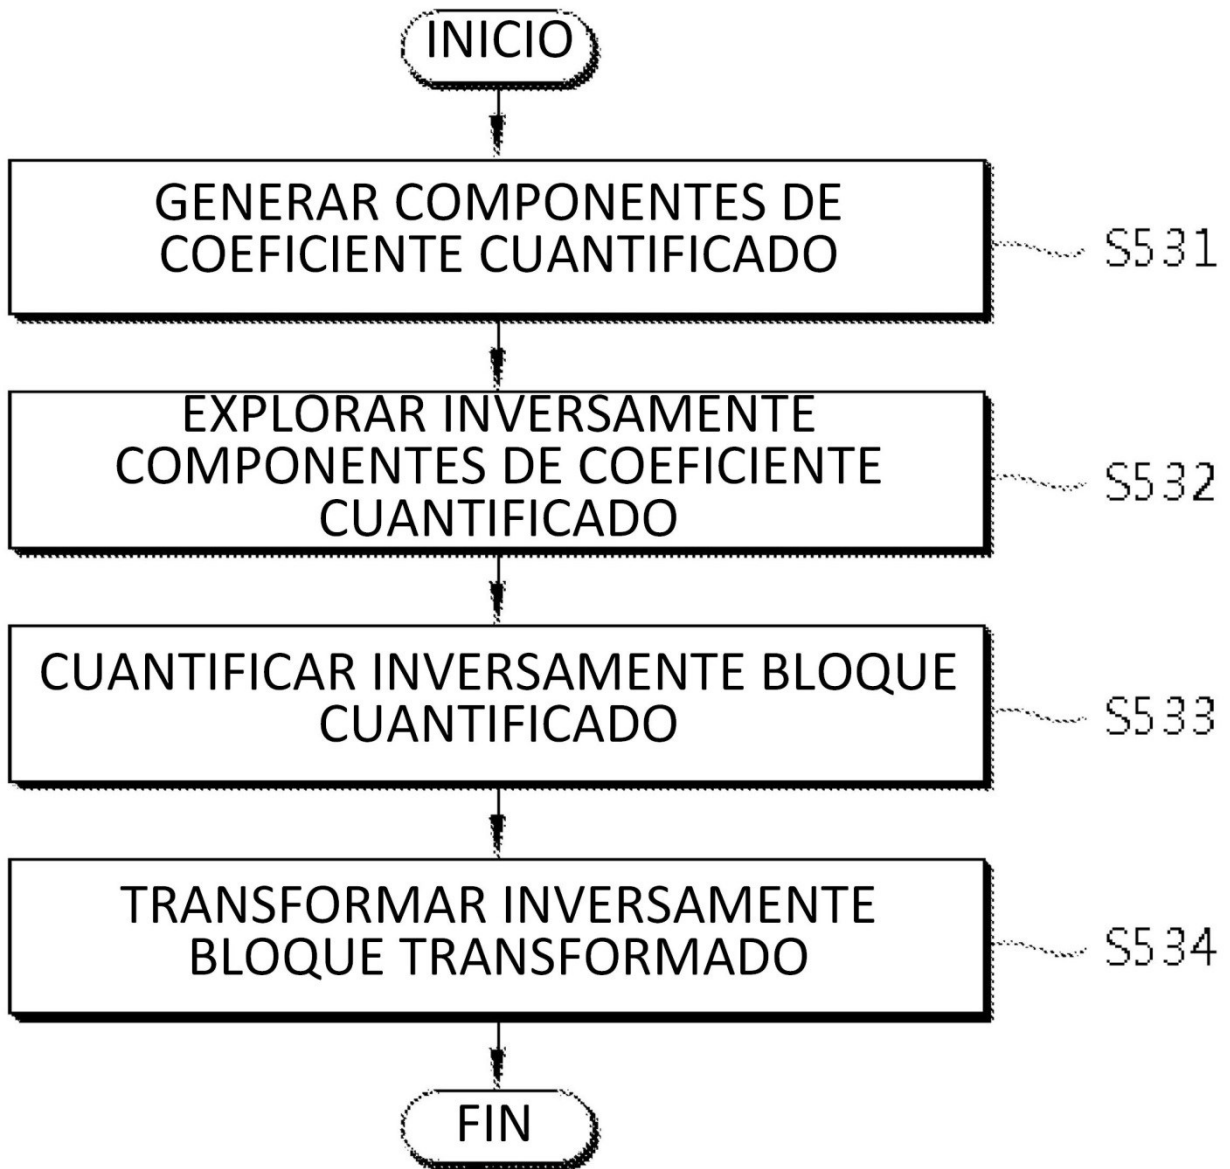 INICIO
GENERAR COMPONENTES DE
COEFICIENTE CUANTIFICADO
S531
EXPLORAR INVERSAMENTE
COMPONENTES DE COEFICIENTE
CUANTIFICADO
S532
CUANTIFICAR INVERSAMENTE BLOQUE
CUANTIFICADO
S533
TRANSFORMAR INVERSAMENTE
BLOQUE TRANSFORMADO
S534
FIN